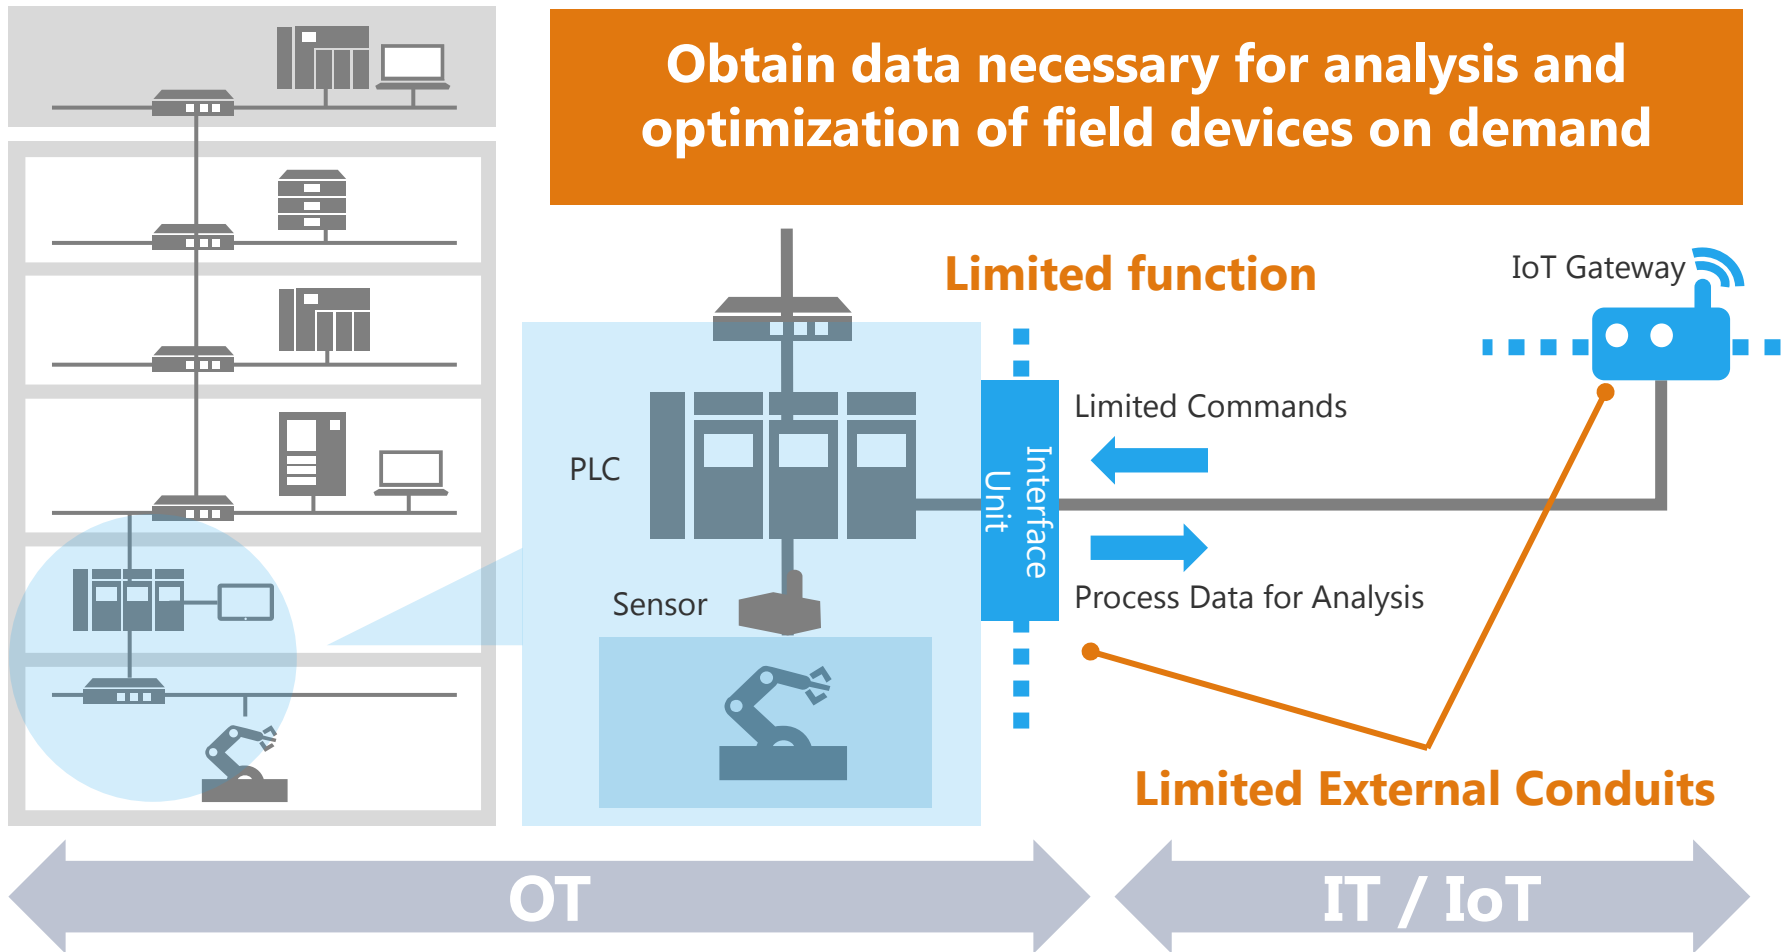 Obtain data necessary for analysis and
optimization of field devices on demand
Limited function
IoT Gateway
Limited Commands
PLC
Interface
Unit
Sensor
Process Data for Analysis
Limited External Conduits
OT
IT / IoT